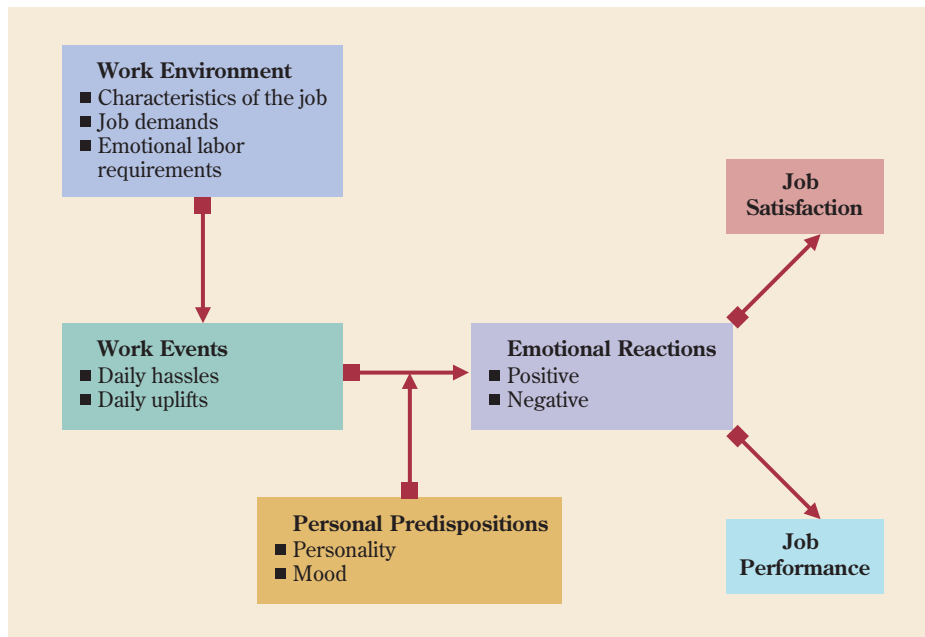 Work Environment
■ Characteristics of the job
■ Job demands
■ Emotional labor
requirements
Job
Satisfaction
Work Events
■ Daily hassles
■ Daily uplifts
Emotional Reactions
■ Positive
■ Negative
Personal Predispositions
■ Personality
■ Mood
Job
Performance